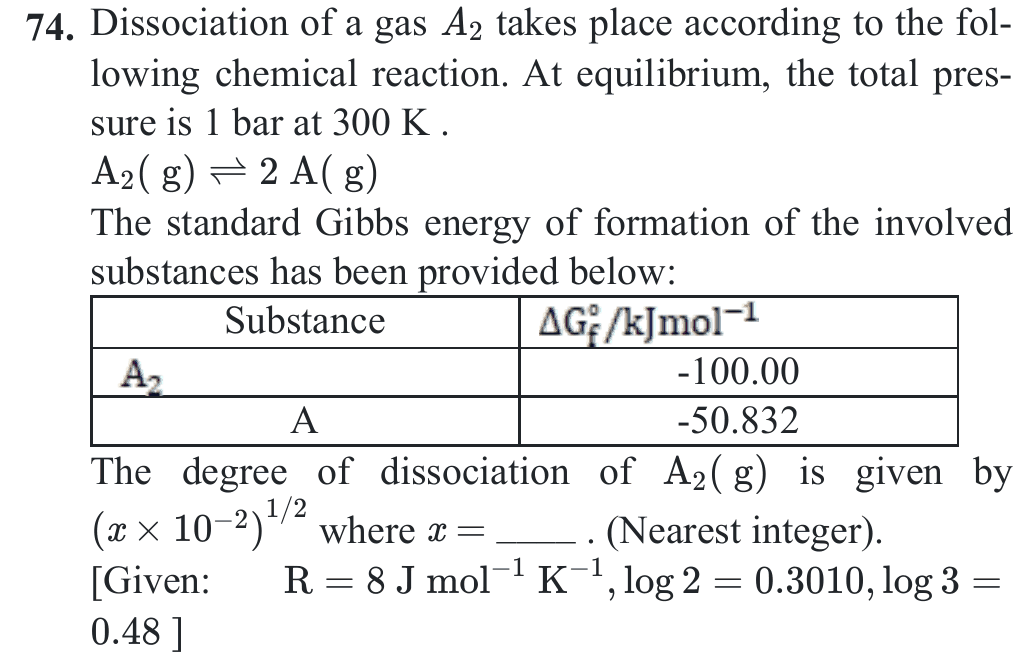 74. Dissociation of a gas A₂ takes place according to the fol-
lowing chemical reaction. At equilibrium, the total pres-
sure is 1 bar at 300 K .
A₂( g) ⇌ 2 A( g)
The standard Gibbs energy of formation of the involved
substances has been provided below:
Substance ΔG_f°/kJmol⁻¹
A₂ -100.00
A -50.832
The degree of dissociation of A₂( g) is given by
(x × 10⁻²)^1/2 where x = ____ . (Nearest integer).
[Given: R = 8 J mol⁻¹ K⁻¹, log 2 = 0.3010, log 3 =
0.48 ]